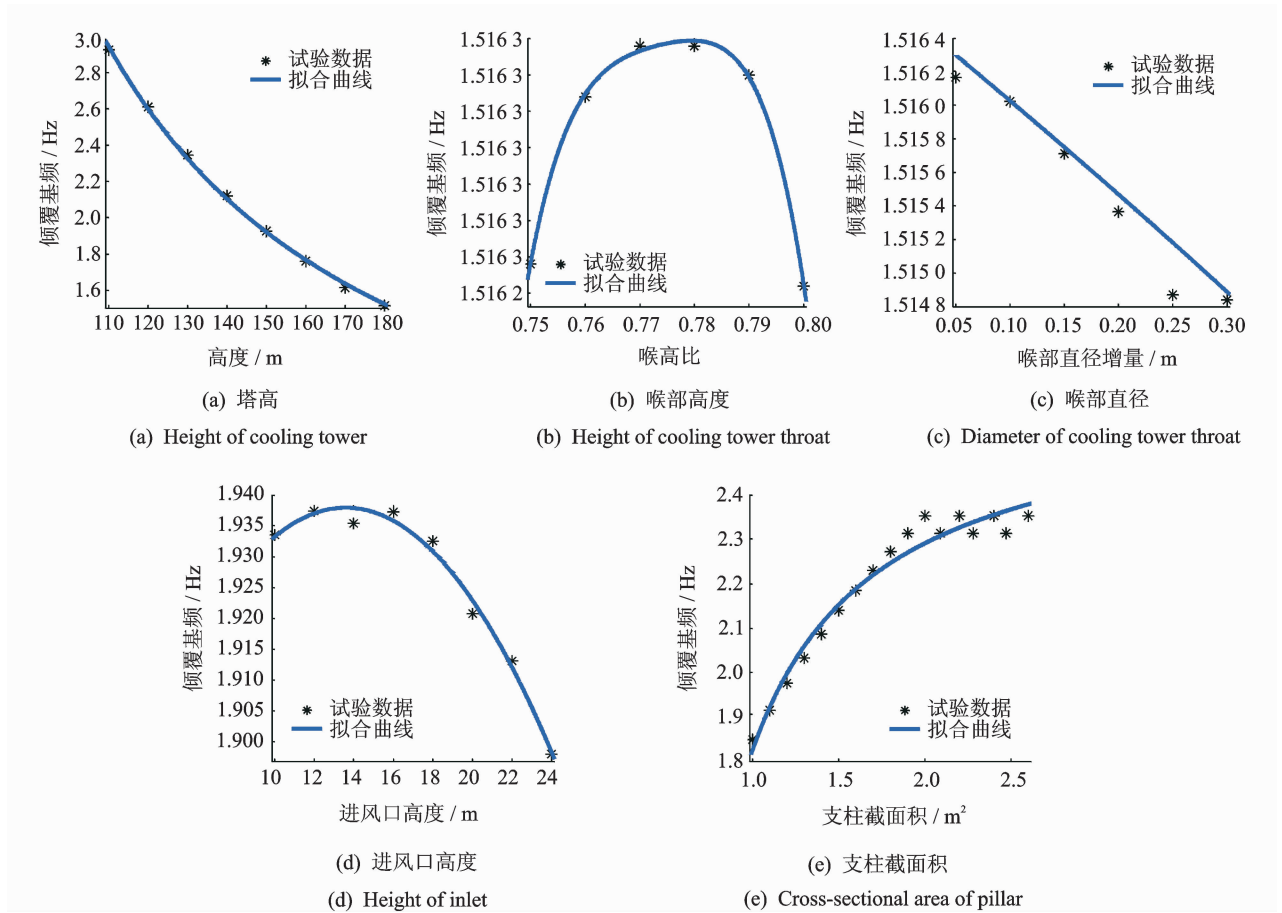 3.0
2.8
2.6
2.4
2.2
2.0
1.8
1.6
倾覆基频 / Hz
试验数据
拟合曲线
110 120 130 140 150 160 170 180
高度 / m
(a) 塔高
(a) Height of cooling tower
1.516 3
1.516 3
1.516 3
1.516 3
1.516 3
1.516 3
1.516 3
1.516 2
倾覆基频 / Hz
试验数据
拟合曲线
0.75 0.76 0.77 0.78 0.79 0.80
喉高比
(b) 喉部高度
(b) Height of cooling tower throat
1.516 4
1.516 2
1.516 0
1.515 8
1.515 6
1.515 4
1.515 2
1.515 0
1.514 8
倾覆基频 / Hz
试验数据
拟合曲线
0.05 0.10 0.15 0.20 0.25 0.30
喉部直径增量 / m
(c) 喉部直径
(c) Diameter of cooling tower throat
1.940
1.935
1.930
1.925
1.920
1.915
1.910
1.905
1.900
倾覆基频 / Hz
试验数据
拟合曲线
10 12 14 16 18 20 22 24
进风口高度 / m
(d) 进风口高度
(d) Height of inlet
2.4
2.3
2.2
2.1
2.0
1.9
1.8
倾覆基频 / Hz
试验数据
拟合曲线
1.0 1.5 2.0 2.5
支柱截面积 / m²
(e) 支柱截面积
(e) Cross-sectional area of pillar